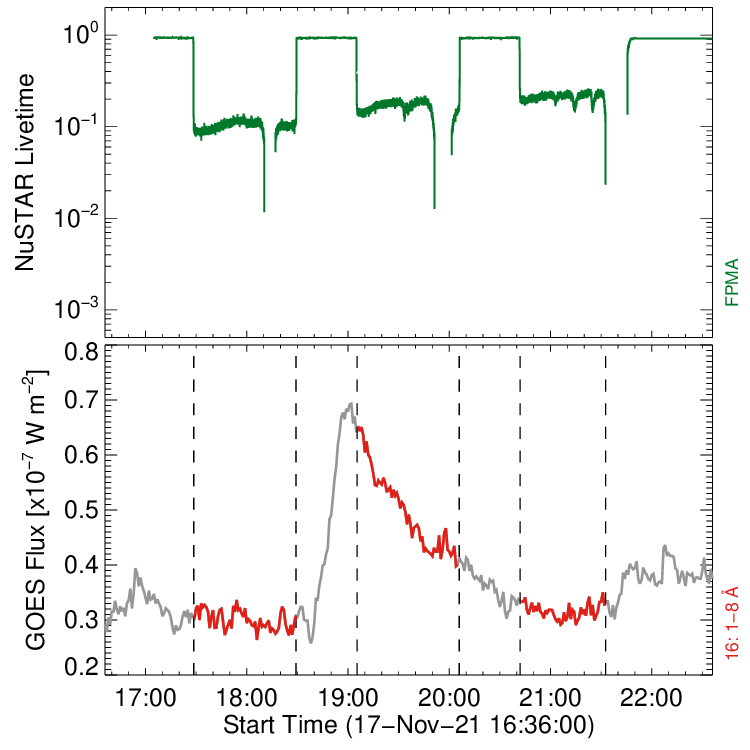 10⁰
10⁻¹
10⁻²
10⁻³
NuSTAR Livetime
FPMA
0.8
0.7
0.6
0.5
0.4
0.3
0.2
GOES Flux [x10⁻⁷ W m⁻²]
16: 1−8 Å
17:00 18:00 19:00 20:00 21:00 22:00
Start Time (17−Nov−21 16:36:00)